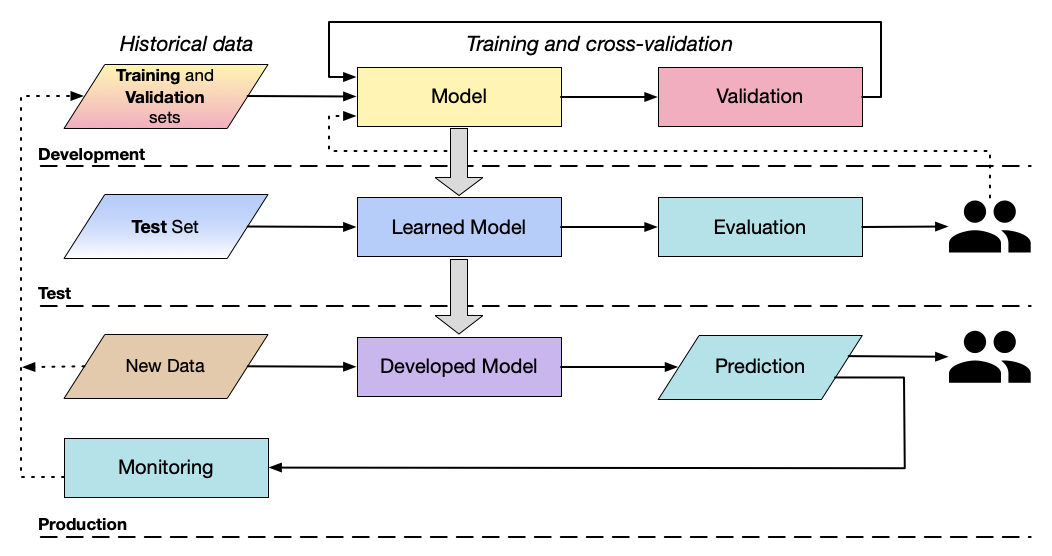 Historical data
Training and cross-validation
Training and
Validation
sets
Model
Validation
Development
Test Set
Learned Model
Evaluation
Test
New Data
Developed Model
Prediction
Monitoring
Production